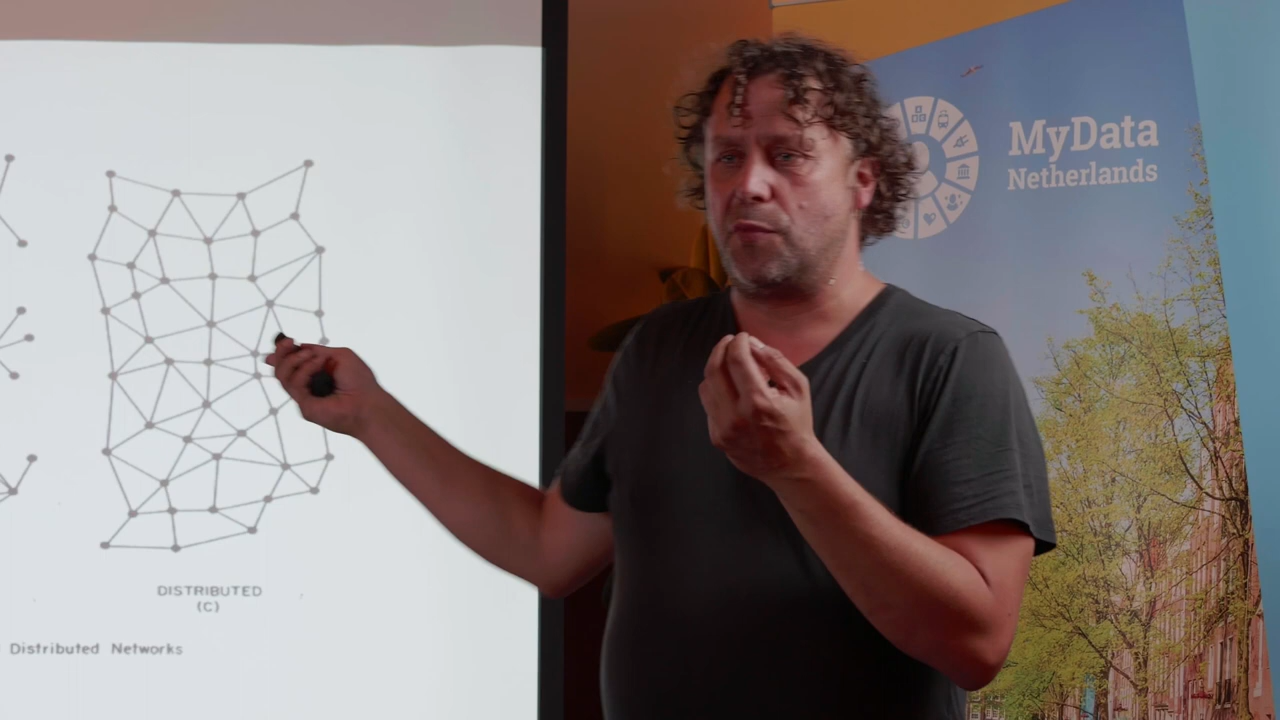 MyData
Netherlands
DISTRIBUTED
(C)
Distributed Networks